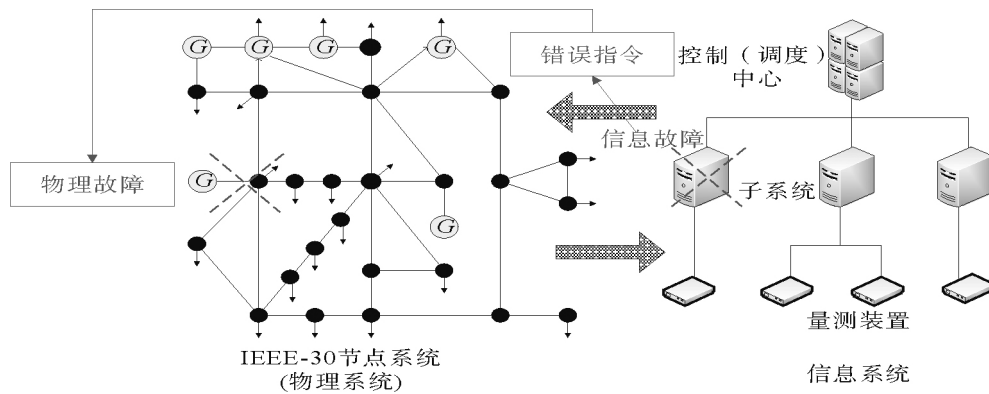 G G G G
错误指令
控制（调度）
中心
信息故障
物理故障
G
子系统
G
量测装置
IEEE-30节点系统
(物理系统)
信息系统